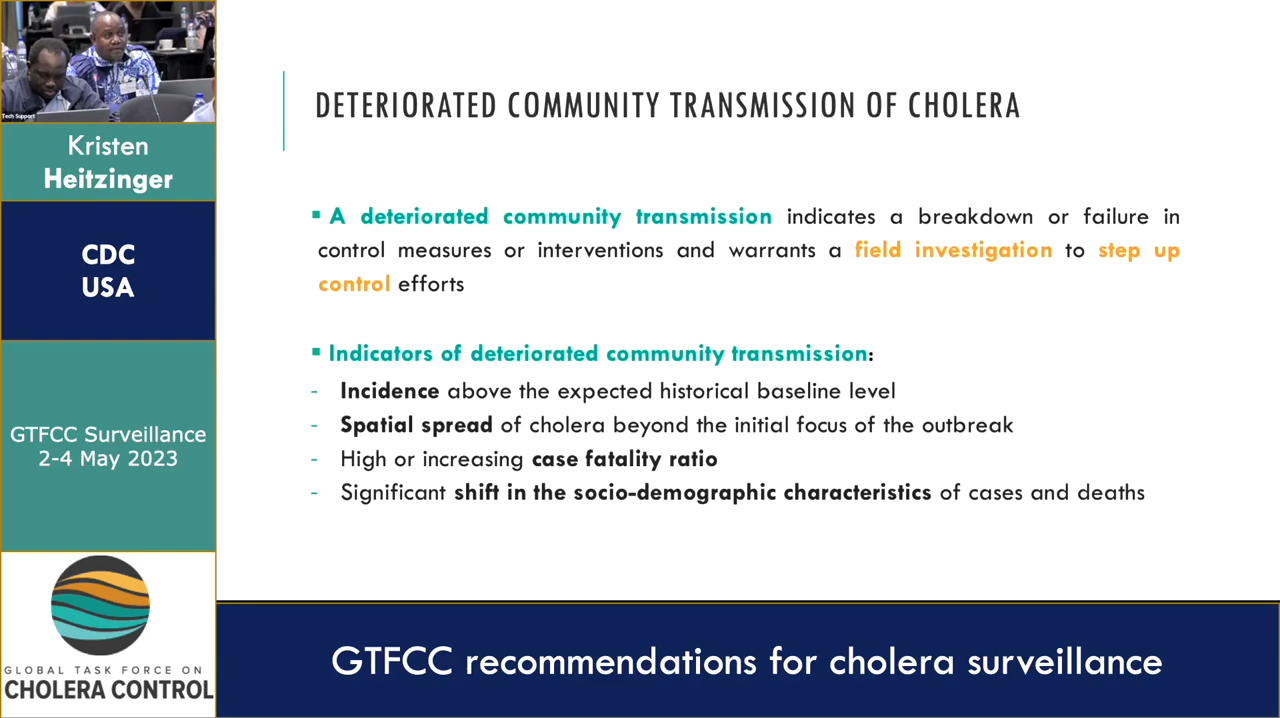 Tech Support
Kristen
Heitzinger
CDC
USA
GTFCC Surveillance
2-4 May 2023
GLOBAL TASK FORCE ON
CHOLERA CONTROL
DETERIORATED COMMUNITY TRANSMISSION OF CHOLERA
▪ A deteriorated community transmission indicates a breakdown or failure in
control measures or interventions and warrants a field investigation to step up
control efforts
▪ Indicators of deteriorated community transmission:
- Incidence above the expected historical baseline level
- Spatial spread of cholera beyond the initial focus of the outbreak
- High or increasing case fatality ratio
- Significant shift in the socio-demographic characteristics of cases and deaths
GTFCC recommendations for cholera surveillance